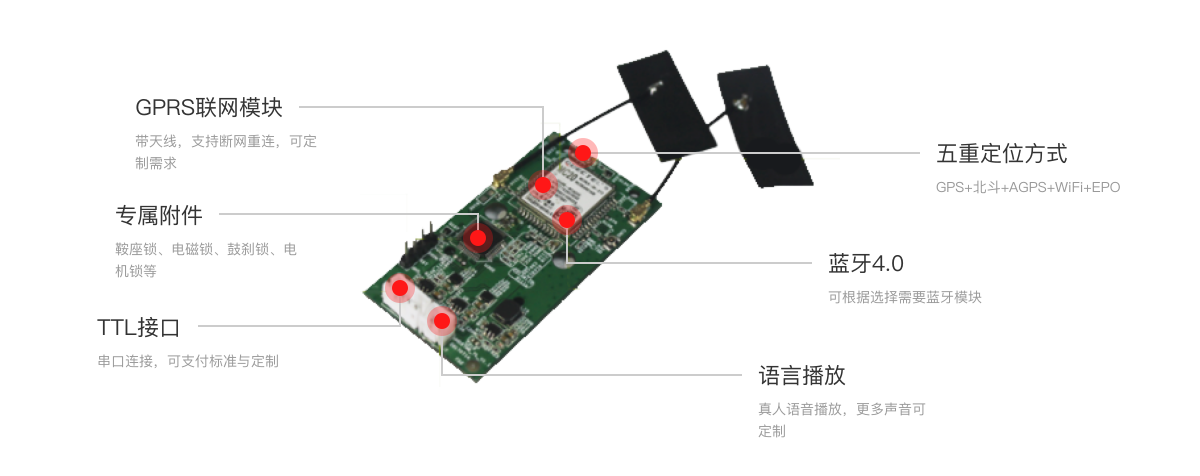 GPRS联网模块
带天线，支持断网重连，可定
制需求
专属附件
鞍座锁、电磁锁、鼓刹锁、电
机锁等
TTL接口
串口连接，可支付标准与定制
五重定位方式
GPS+北斗+AGPS+WiFi+EPO
蓝牙4.0
可根据选择需要蓝牙模块
语言播放
真人语音播放，更多声音可
定制